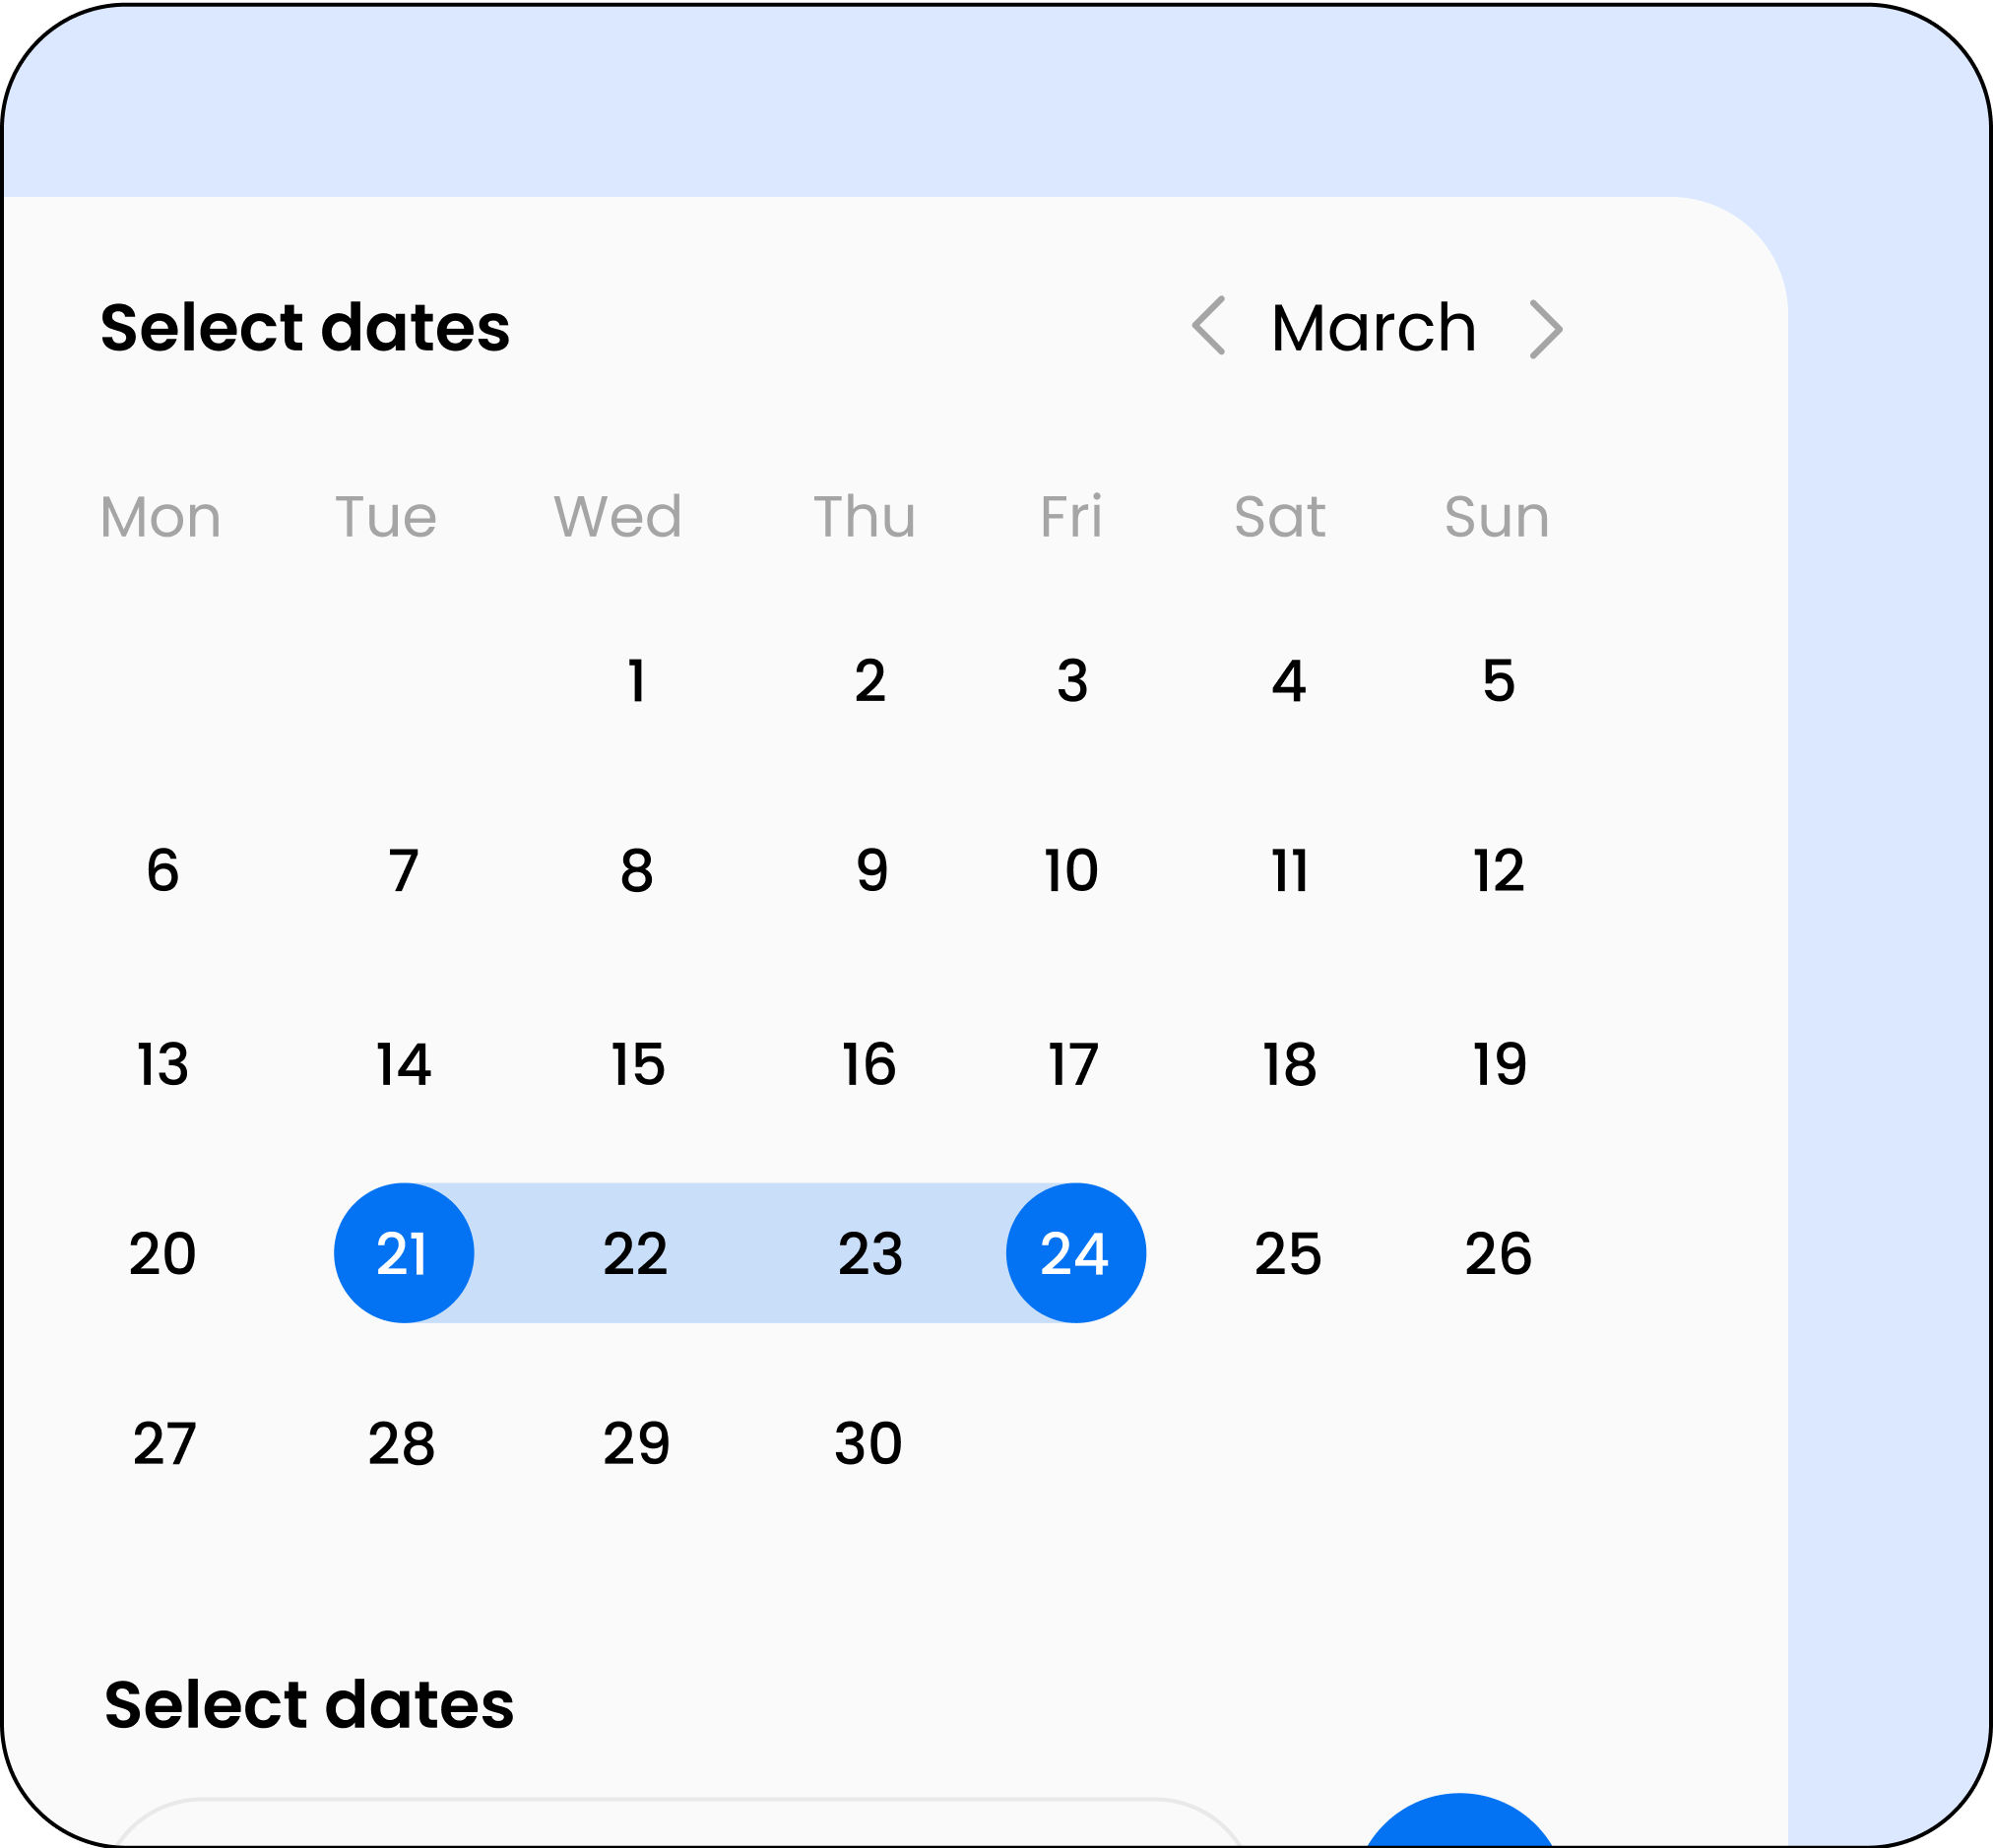 Select dates March
Mon Tue Wed Thu Fri Sat Sun
1 2 3 4 5
6 7 8 9 10 11 12
13 14 15 16 17 18 19
20 21 22 23 24 25 26
27 28 29 30
Select dates